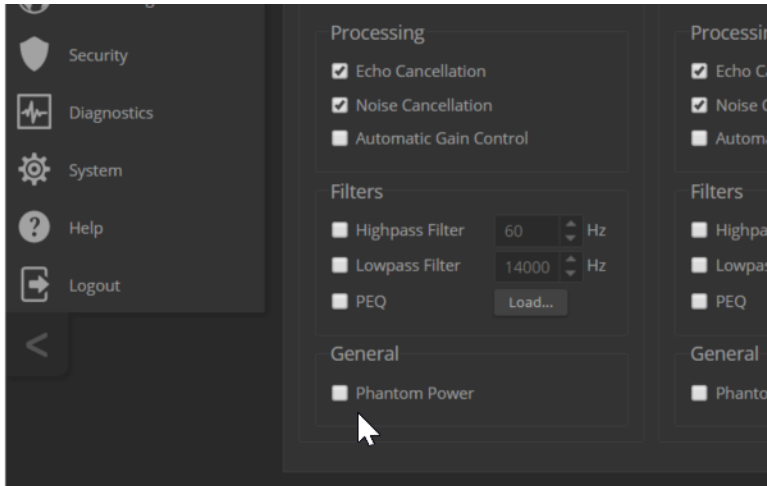 Security
Diagnostics
System
Help
Logout
<
Processing
Echo Cancellation
Noise Cancellation
Automatic Gain Control
Filters
Highpass Filter 60 Hz
Lowpass Filter 14000 Hz
PEQ Load...
General
Phantom Power
Processin
Echo Ca
Noise C
Automa
Filters
Highpa
Lowpas
PEQ
General
Phanto